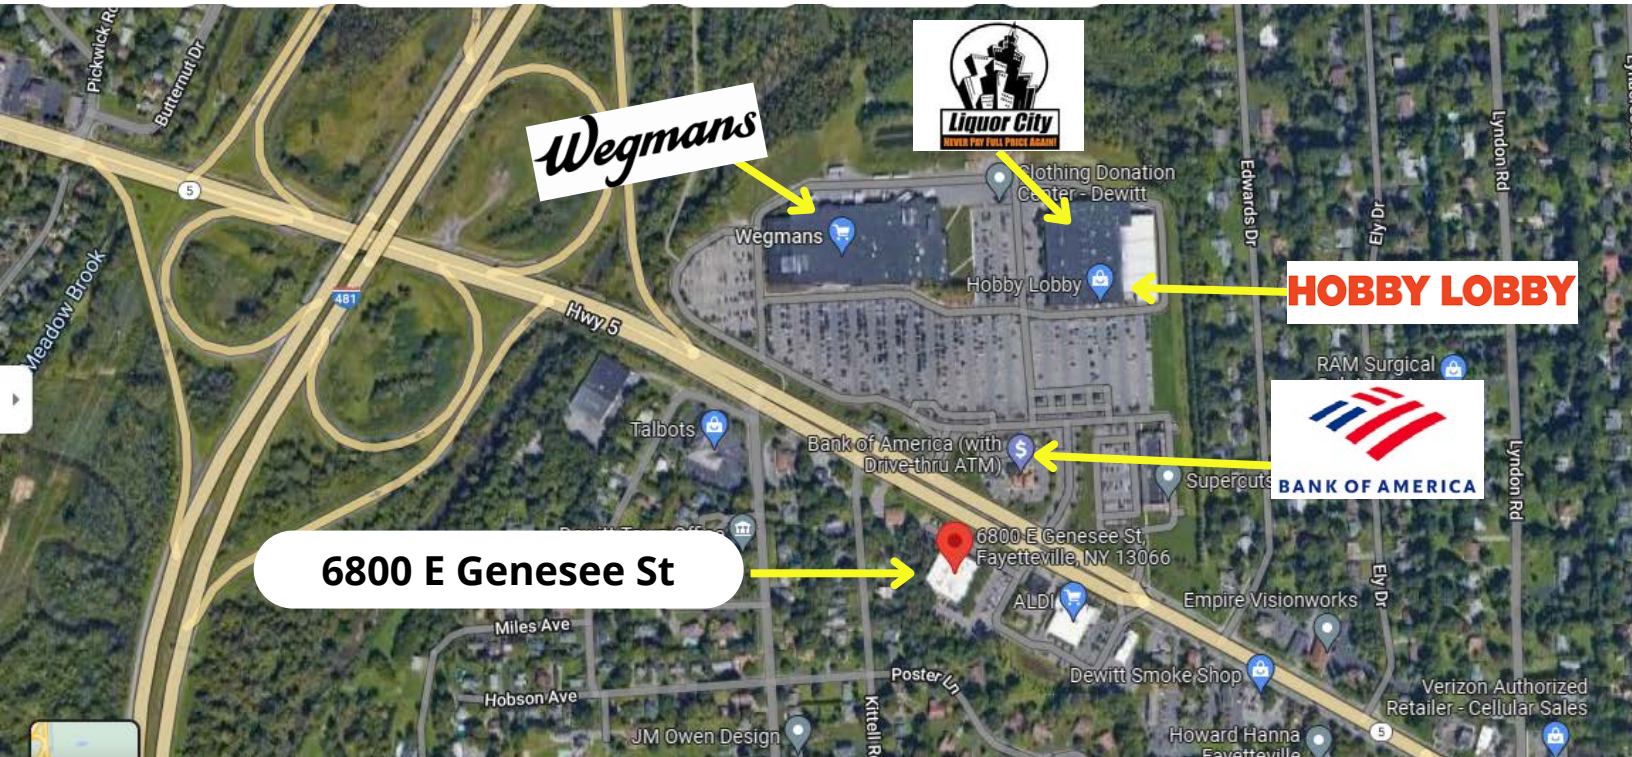 Pickwick Rd
Butternut Dr
5
Meadow Brook
481
Hwy 5
Wegmans
Wegmans
Liquor City
NEVER PAY FULL PRICE AGAIN!
Clothing Donation
Center - Dewitt
Hobby Lobby
HOBBY LOBBY
Edwards Dr
Ely Dr
Lyndon Rd
RAM Surgical
BANK OF AMERICA
Talbots
Bank of America (with
Drive-thru ATM)
$
Supercuts
Lyndon Rd
6800 E Genesee St
6800 E Genesee St,
Fayetteville, NY 13066
ALDI
Empire Visionworks
Ely Dr
Miles Ave
Hobson Ave
Poster Ln
Dewitt Smoke Shop
Verizon Authorized
Retailer - Cellular Sales
JM Owen Design
Kittell R
Howard Hanna
Fayetteville
5